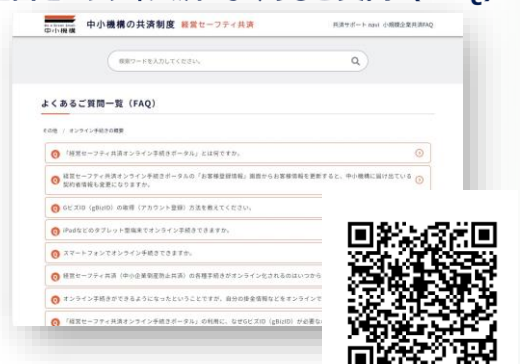 中小機構
中小機構の共済制度 経営セーフティ共済
共済サポート navi 小規模企業共済FAQ
検索ワードを入力してください。
よくあるご質問一覧（FAQ）
その他 / オンライン手続きの概要
Q 「経営セーフティ共済オンライン手続きポータル」とは何ですか。
Q 経営セーフティ共済オンライン手続きポータルの「お客様登録情報」画面からお客様情報を更新すると、中小機構に届け出ている
契約者情報も変更になりますか。
Q GビズID（gBizID）の取得（アカウント登録）方法を教えてください。
Q iPadなどのタブレット型端末でオンライン手続きできますか。
Q スマートフォンでオンライン手続きできますか。
Q 経営セーフティ共済（中小企業倒産防止共済）の各種手続きがオンライン化されるのはいつから
Q オンライン手続きができるようになったということですが、自分の掛金情報などをオンラインで
Q 「経営セーフティ共済オンライン手続きポータル」の利用に、なぜGビズID（gBizID）が必要な